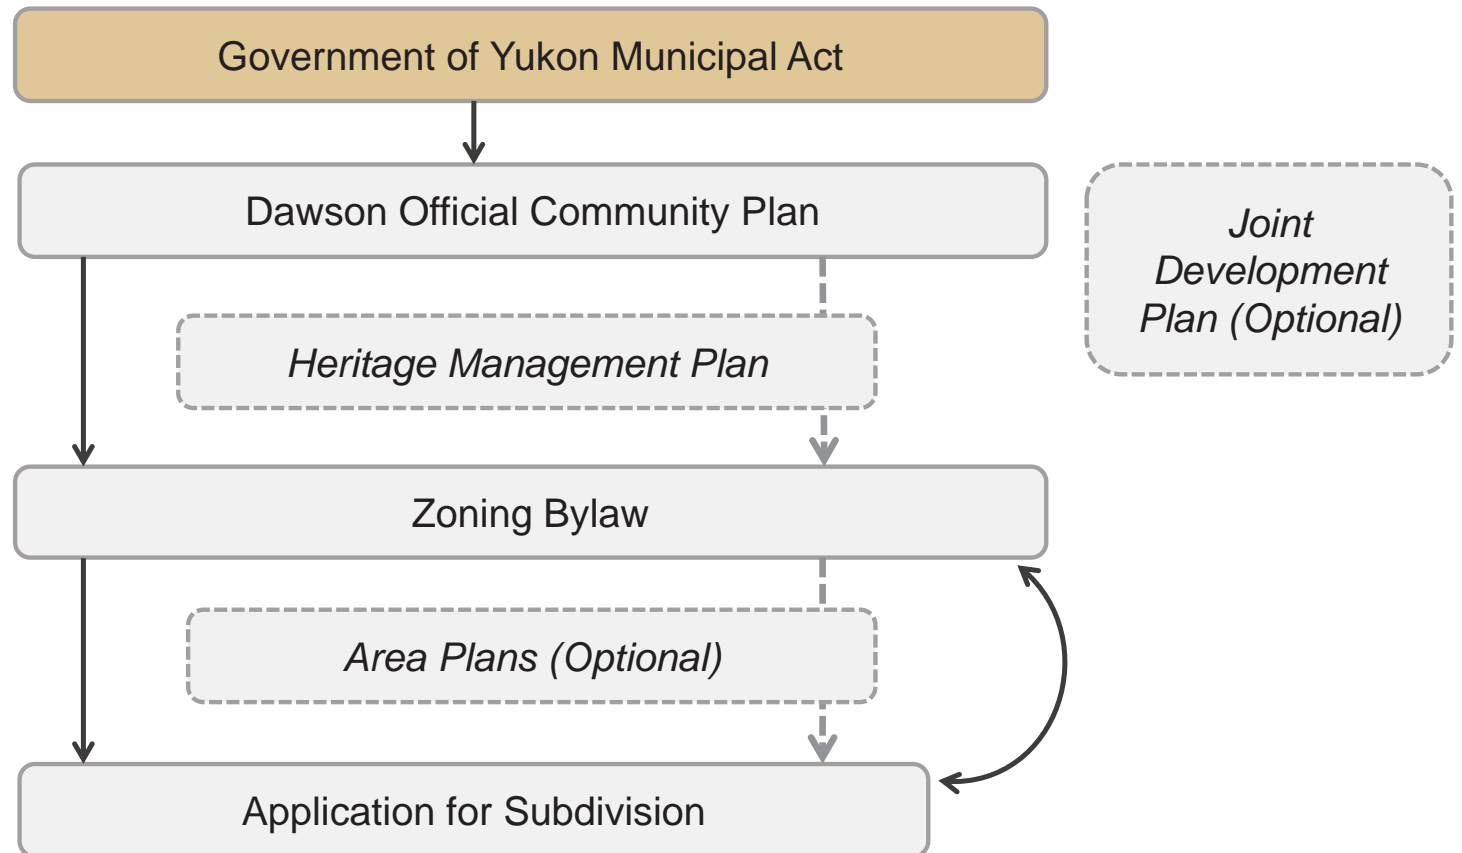 Government of Yukon Municipal Act
Dawson Official Community Plan
Joint
Development
Plan (Optional)
Heritage Management Plan
Zoning Bylaw
Area Plans (Optional)
Application for Subdivision